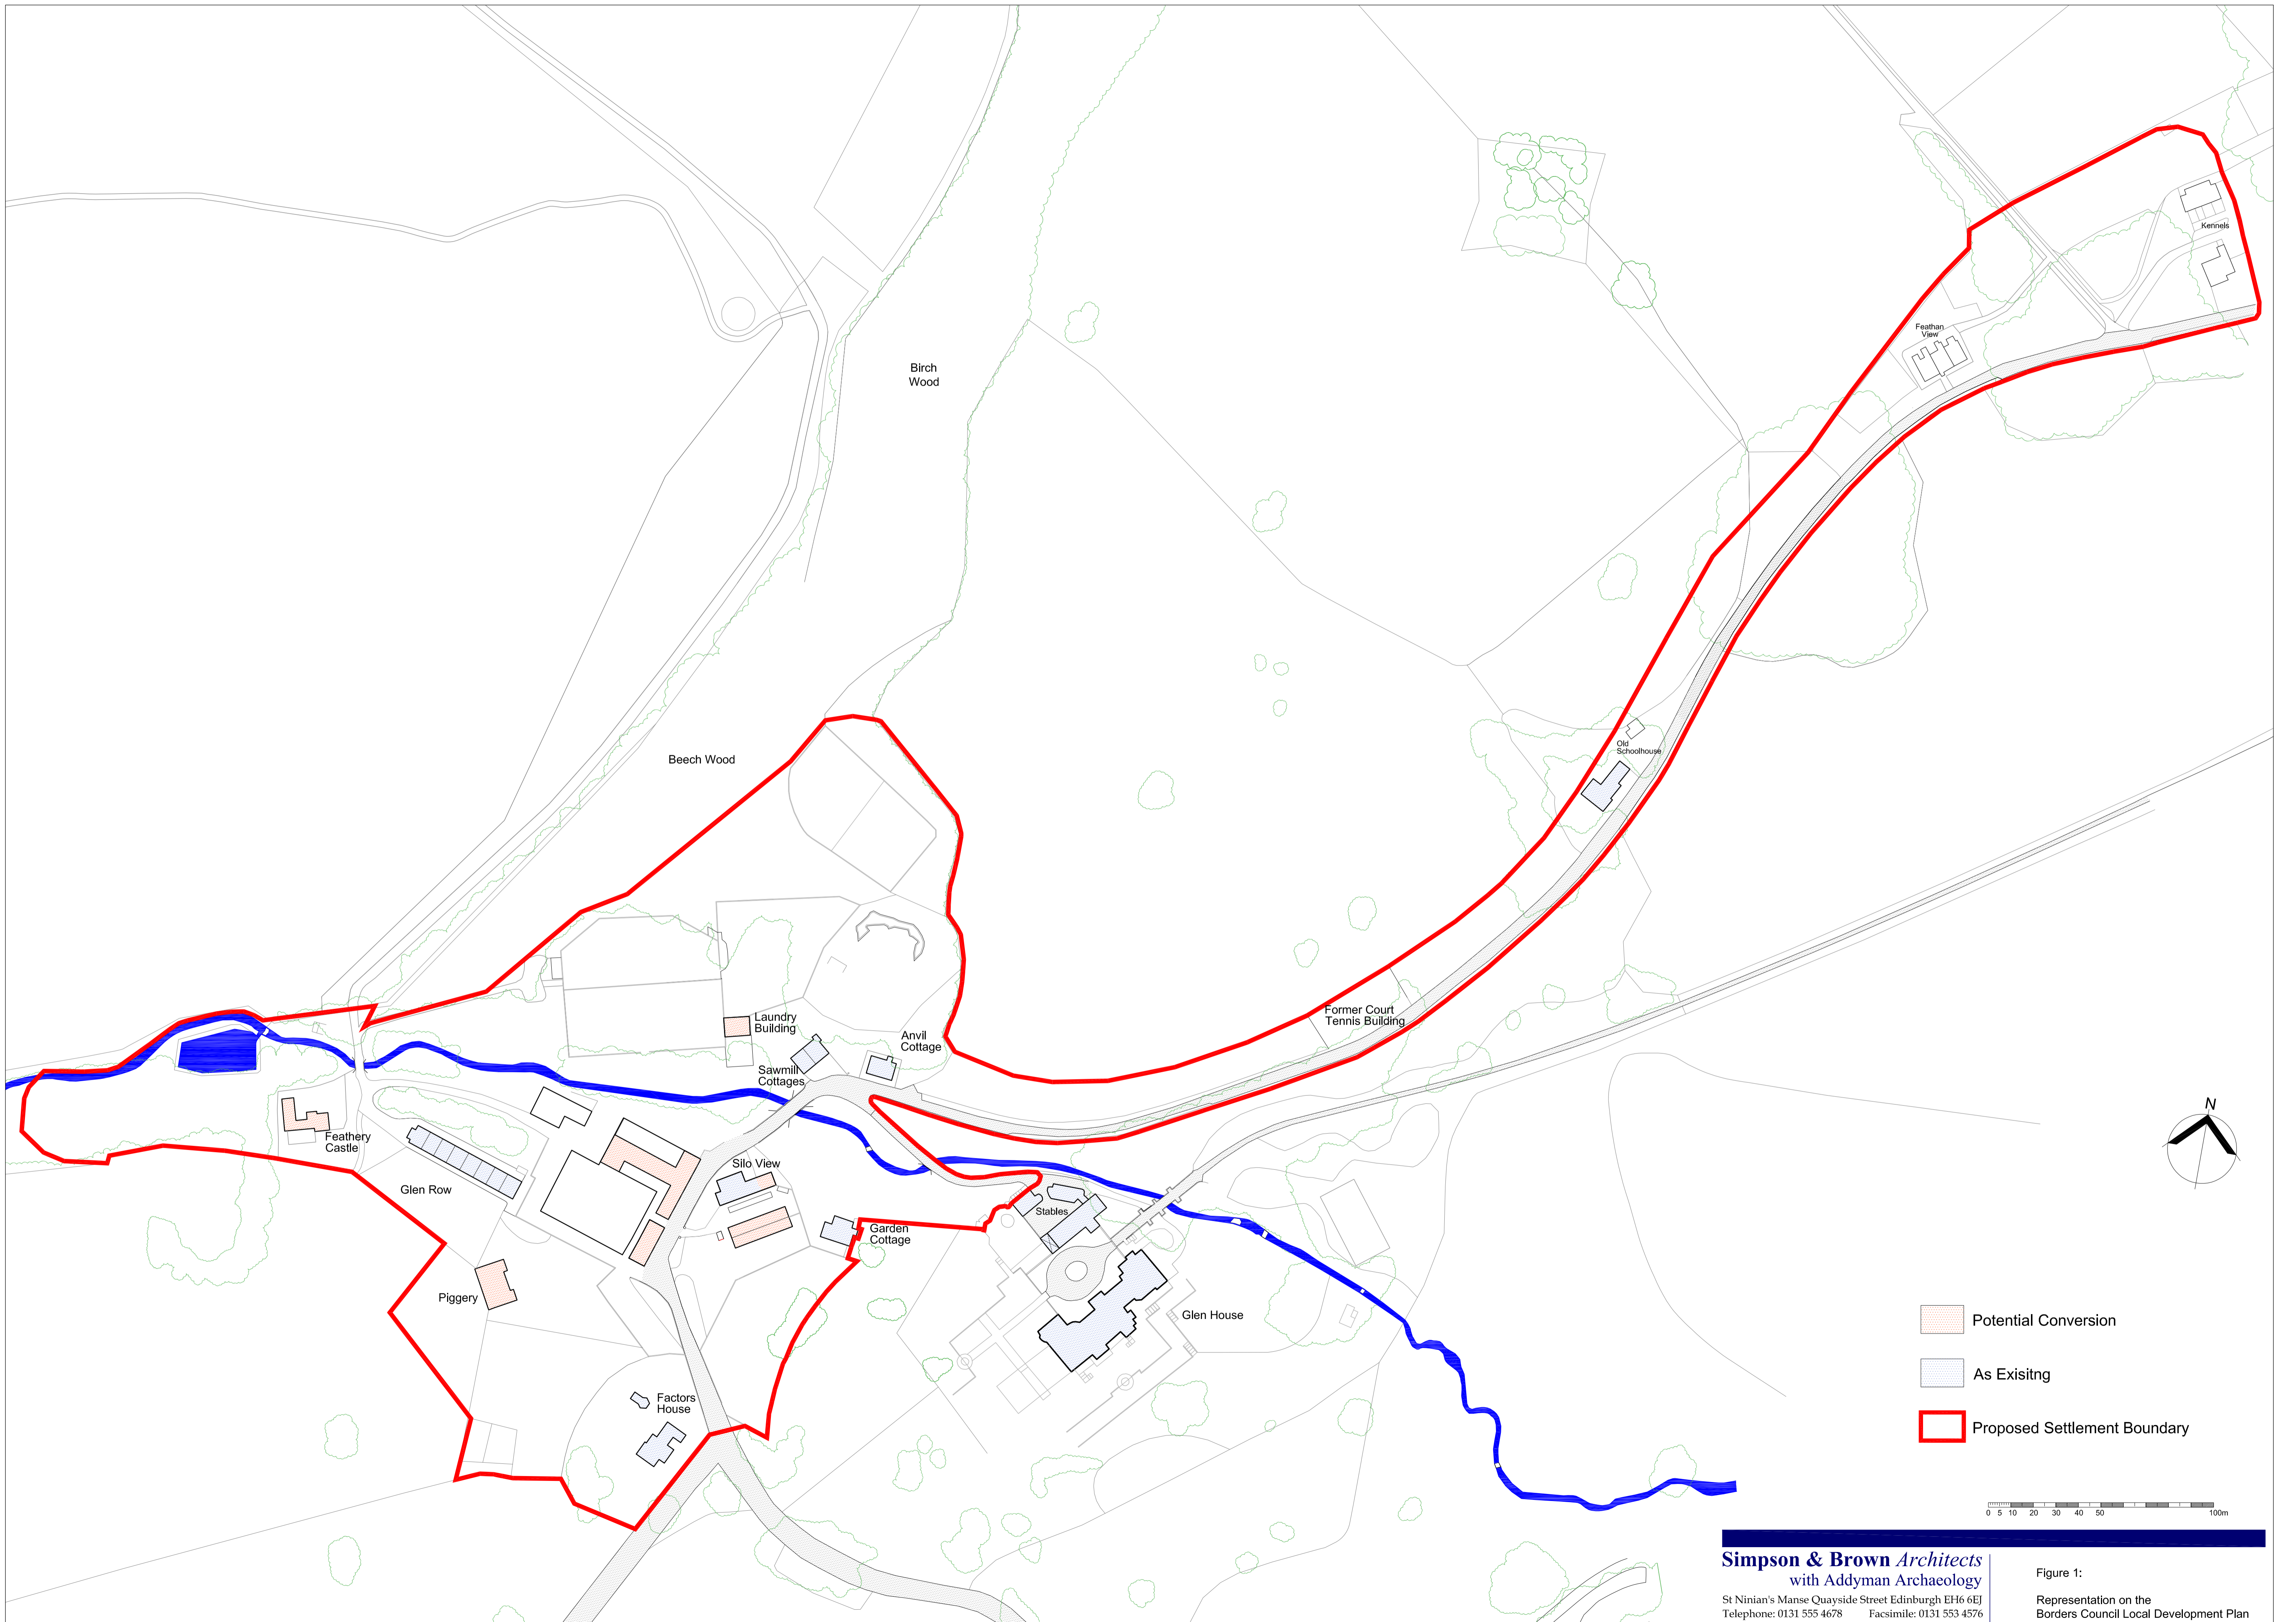 Kennels
Feathan
View
Birch
Wood
Old
Schoolhouse
Beech Wood
Former Court
Tennis Building
Laundry
Building
Anvil
Cottage
Sawmill
Cottages
Feathery
Castle
Silo View
Glen Row
Stables
Garden
Cottage
Piggery
Glen House
Factors
House
N
Potential Conversion
As Exisitng
Proposed Settlement Boundary
0 5 10 20 30 40 50 100m
Simpson & Brown Architects
with Addyman Archaeology
St Ninian's Manse Quayside Street Edinburgh EH6 6EJ
Telephone: 0131 555 4678 Facsimile: 0131 553 4576
Figure 1:
Representation on the
Borders Council Local Development Plan